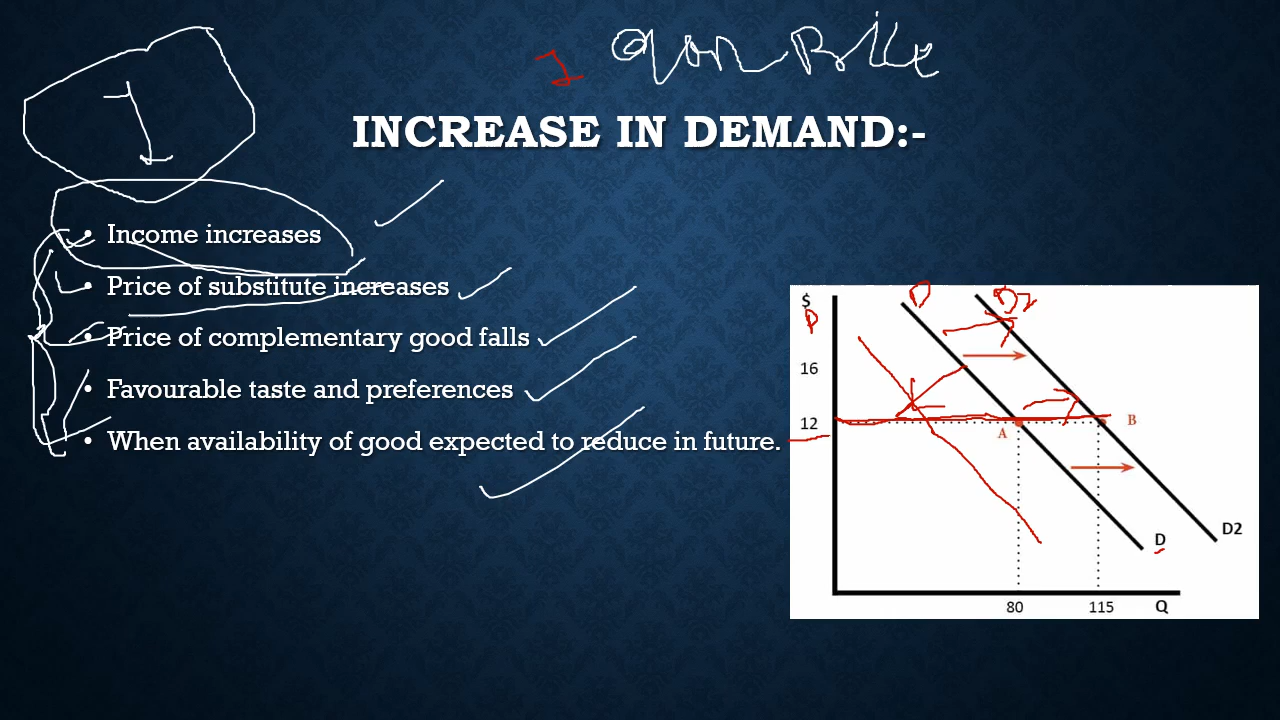 INCREASE IN DEMAND:-
• Income increases
• Price of substitute increases
• Price of complementary good falls
• Favourable taste and preferences
• When availability of good expected to reduce in future.
$
P
D
D2
16
12
A
B
D
D2
80
115
Q